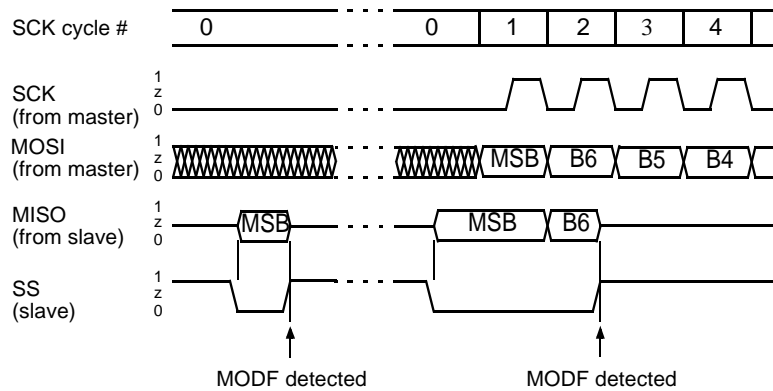 SCK cycle # 0 0 1 2 3 4
SCK
(from master)
1
z
0
MOSI
(from master)
1
z
0
MSB B6 B5 B4
MISO
(from slave)
1
z
0
MSB MSB B6
SS
(slave)
1
z
0
MODF detected MODF detected